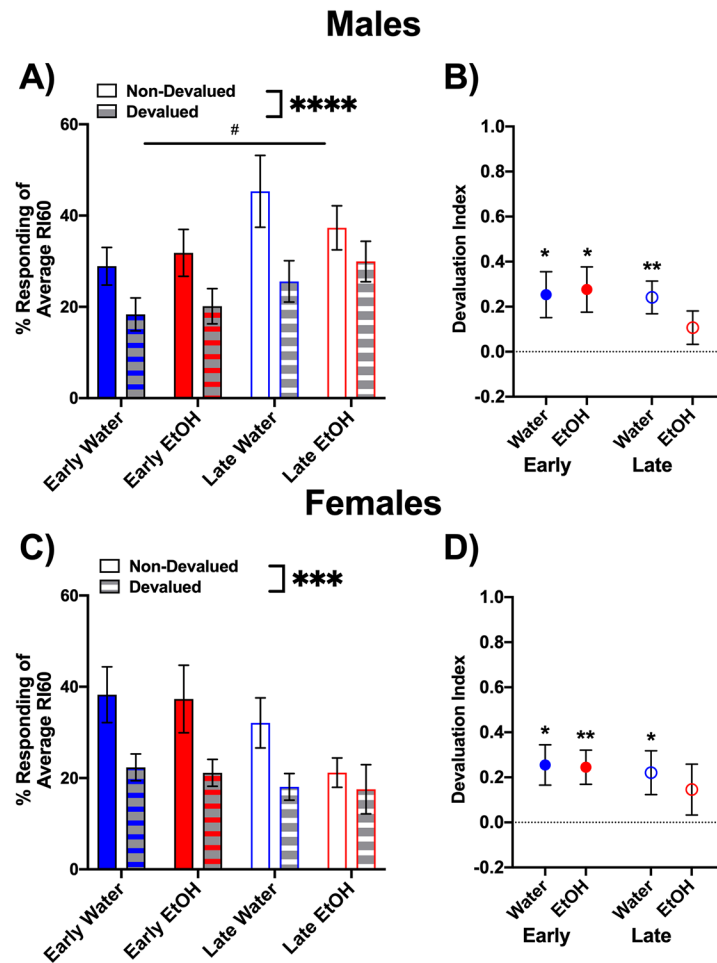 Males
A)
Non-Devalued
Devalued
****
#
% Responding of
Average RI60
60
40
20
0
Early Water
Early EtOH
Late Water
Late EtOH
B)
Devaluation Index
1.0
0.8
0.6
0.4
0.2
0.0
-0.2
*
*
**
Water
EtOH
Water
EtOH
Early
Late
Females
C)
Non-Devalued
Devalued
***
% Responding of
Average RI60
60
40
20
0
Early Water
Early EtOH
Late Water
Late EtOH
D)
Devaluation Index
1.0
0.8
0.6
0.4
0.2
0.0
-0.2
*
**
*
Water
EtOH
Water
EtOH
Early
Late